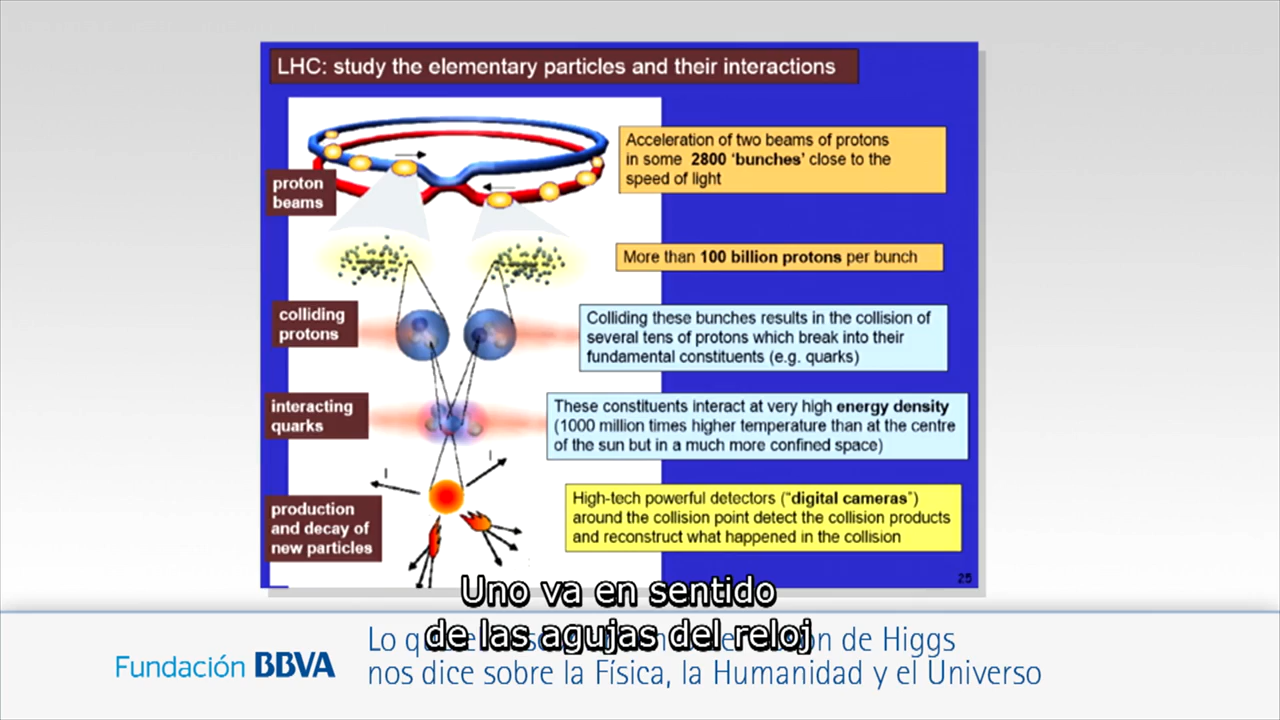 LHC: study the elementary particles and their interactions
proton
beams
Acceleration of two beams of protons
in some 2800 ‘bunches’ close to the
speed of light
More than 100 billion protons per bunch
colliding
protons
Colliding these bunches results in the collision of
several tens of protons which break into their
fundamental constituents (e.g. quarks)
interacting
quarks
These constituents interact at very high energy density
(1000 million times higher temperature than at the centre
of the sun but in a much more confined space)
l
l
production
and decay of
new particles
High-tech powerful detectors (“digital cameras”)
around the collision point detect the collision products
and reconstruct what happened in the collision
25
Uno va en sentido
de las agujas del reloj
Fundación BBVA
Lo de Higgs
nos dice sobre la Física, la Humanidad y el Universo